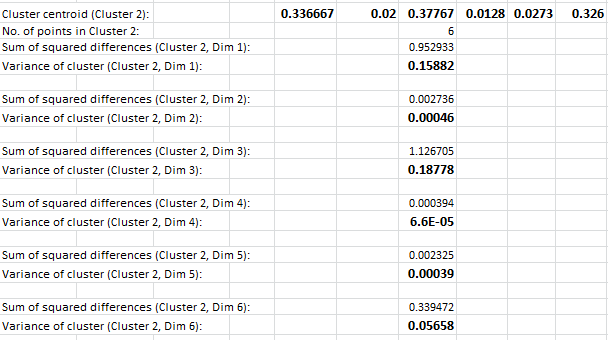 Cluster centroid (Cluster 2): 0.336667 0.02 0.37767 0.0128 0.0273 0.326
No. of points in Cluster 2: 6
Sum of squared differences (Cluster 2, Dim 1): 0.952933
Variance of cluster (Cluster 2, Dim 1): 0.15882
Sum of squared differences (Cluster 2, Dim 2): 0.002736
Variance of cluster (Cluster 2, Dim 2): 0.00046
Sum of squared differences (Cluster 2, Dim 3): 1.126705
Variance of cluster (Cluster 2, Dim 3): 0.18778
Sum of squared differences (Cluster 2, Dim 4): 0.000394
Variance of cluster (Cluster 2, Dim 4): 6.6E-05
Sum of squared differences (Cluster 2, Dim 5): 0.002325
Variance of cluster (Cluster 2, Dim 5): 0.00039
Sum of squared differences (Cluster 2, Dim 6): 0.339472
Variance of cluster (Cluster 2, Dim 6): 0.05658